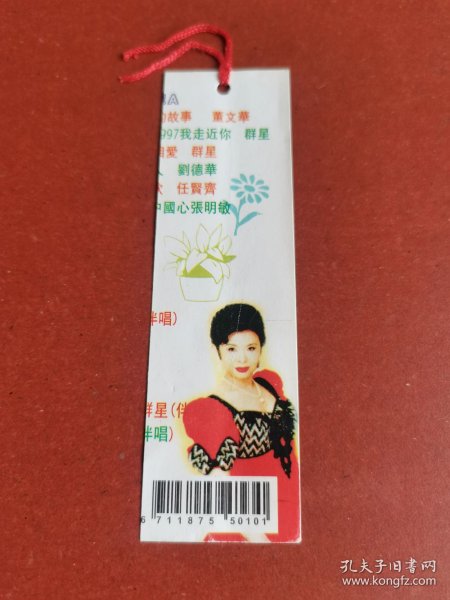 A
故事 董文華
997我走近你 群星
相愛 群星
人 劉德華
任賢齊
中國心張明敏
伴唱)
群星(伴
伴唱)
6 711875 50101
孔夫子旧书网
www.kongfz.com